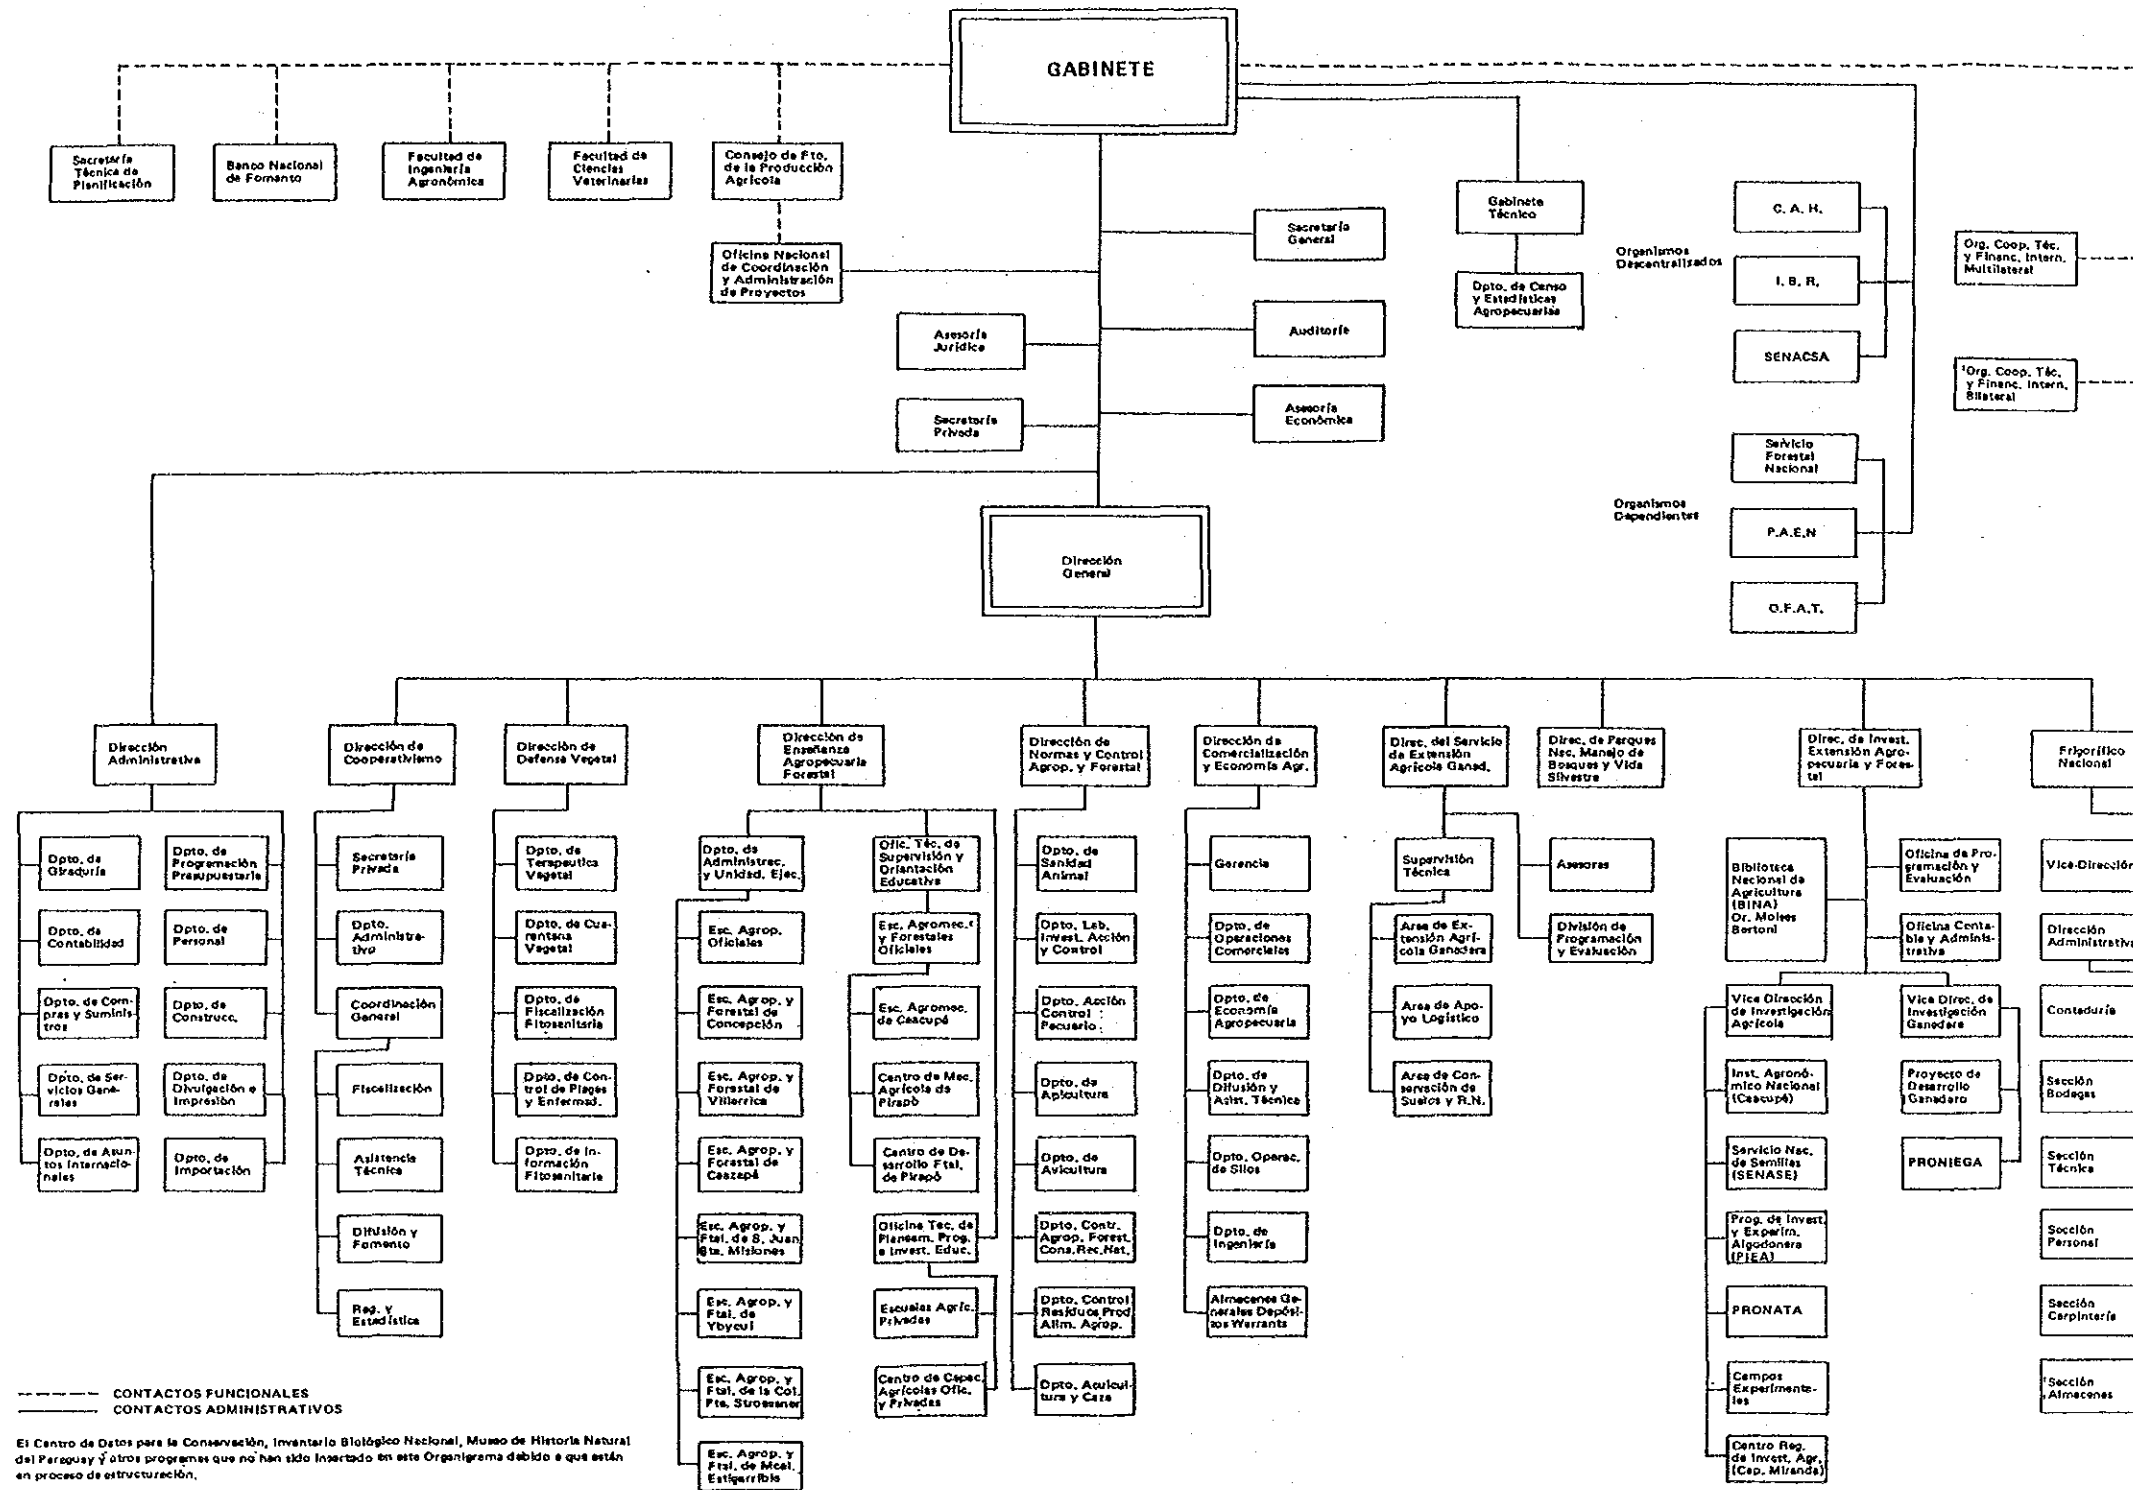 GABINETE
Secretaría
Técnica de
Planificación
Banco Nacional
de Fomento
Facultad de
Ingeniería
Agronómica
Facultad de
Ciencias
Veterinarias
Consejo de Fto.
de la Producción
Agrícola
Oficina Nacional
de Coordinación
y Administración
de Proyectos
Secretaría
General
Gabinete
Técnico
Dpto. de Censo
y Estadísticas
Agropecuarias
Organismos
Descentralizados
C. A. H.
I. B. R.
SENACSA
Org. Coop. Téc.
y Financ. Intern.
Multilateral
Org. Coop. Téc.
y Financ. Intern.
Bilateral
Asesoría
Jurídica
Auditoría
Secretaría
Privada
Asesoría
Económica
Organismos
Dependientes
Servicio
Forestal
Nacional
P.A.E.N
O.F.A.T.
Dirección
General
Dirección
Administrativa
Dpto. de
Giraduría
Dpto. de
Programación
Presupuestaria
Dpto. de
Contabilidad
Dpto. de
Personal
Dpto. de Com-
pras y Suminis-
tros
Dpto. de
Construcc.
Dpto. de Ser-
vicios Gene-
rales
Dpto. de
Divulgación e
Impresión
Dpto. de Asun-
tos Internacio-
nales
Dpto. de
Importación
Dirección de
Cooperativismo
Secretaría
Privada
Dpto.
Administra-
tivo
Coordinación
General
Fiscalización
Asistencia
Técnica
Difusión y
Fomento
Reg. y
Estadística
Dirección de
Defensa Vegetal
Dpto. de
Terapeutica
Vegetal
Dpto. de Cua-
rentena
Vegetal
Dpto. de
Fiscalización
Fitosanitaria
Dpto. de Con-
trol de Plagas
y Enfermed.
Dpto. de In-
formación
Fitosanitaria
Dirección de
Enseñanza
Agropecuaria
Forestal
Dpto. de
Administrac.
y Unidad. Ejec.
Esc. Agrop.
Oficiales
Esc. Agrop. y
Forestal de
Concepción
Esc. Agrop. y
Forestal de
Villarrica
Esc. Agrop. y
Forestal de
Caazapá
Esc. Agrop. y
Ftal. de S. Juan
Bta. Misiones
Esc. Agrop. y
Ftal. de
Ybycuí
Esc. Agrop. y
Ftal. de la Col.
Pte. Stroessner
Esc. Agrop. y
Ftal. de Mcal.
Estigarribia
Ofic. Téc. de
Supervisión y
Orientación
Educativa
Esc. Agromec.
y Forestales
Oficiales
Esc. Agromec.
de Caacupé
Centro de Mec.
Agrícola de
Pirapó
Centro de De-
sarrollo Ftal.
de Pirapó
Oficina Tec. de
Planeam. Prog.
e Invest. Educ.
Escuelas Agríc.
Privadas
Centro de Capac.
Agrícolas Ofic.
y Privadas
Dirección de
Normas y Control
Agrop. y Forestal
Dpto. de
Sanidad
Animal
Dpto. Lab.
Invest. Acción
y Control
Dpto. Acción
Control
Pecuario
Dpto. de
Apicultura
Dpto. de
Avicultura
Dpto. Contr.
Agrop. Forest.
Cons. Rec. Nat.
Dpto. Control
Residuos Prod.
Alim. Agrop.
Dpto. Acuicul-
tura y Caza
Dirección de
Comercialización
y Economía Agr.
Gerencia
Dpto. de
Operaciones
Comerciales
Dpto. de
Economía
Agropecuaria
Dpto. de
Difusión y
Asist. Técnica
Dpto. Operac.
de Silos
Dpto. de
Ingeniería
Almacenes Ge-
nerales Depósi-
tos Warrants
Direc. del Servicio
de Extensión
Agrícola Ganad.
Supervisión
Técnica
Area de Ex-
tensión Agrí-
cola Ganadera
Area de Apo-
yo Logístico
Area de Con-
servación de
Suelos y R.N.
Asesores
División de
Programación
y Evaluación
Direc. de Parques
Nac. Manejo de
Bosques y Vida
Silvestre
Direc. de Invest.
Extensión Agro-
pecuaria y Fores-
tal
Biblioteca
Nacional de
Agricultura
(BINA)
Dr. Moises
Bertoni
Oficina de Pro-
gramación y
Evaluación
Oficina Conta-
ble y Adminis-
trativa
Vice Dirección
de Investigación
Agrícola
Inst. Agronó-
mico Nacional
(Caacupé)
Servicio Nac.
de Semillas
(SENASE)
Prog. de Invest.
y Experim.
Algodonera
(PIEA)
PRONATA
Campos
Experimenta-
les
Centro Reg.
de Invest. Agr.
(Cap. Miranda)
Vice Direc. de
Investigación
Ganadera
Proyecto de
Desarrollo
Ganadero
PRONIEGA
Frigorífico
Nacional
Vice-Dirección
Dirección
Administrativa
Contaduría
Sección
Bodegas
Sección
Técnica
Sección
Personal
Sección
Carpintería
Sección
Almacenes
CONTACTOS FUNCIONALES
CONTACTOS ADMINISTRATIVOS
El Centro de Datos para la Conservación, Inventario Biológico Nacional, Museo de Historia Natural
del Paraguay y otros programas que no han sido insertado en este Organigrama debido a que están
en proceso de estructuración.